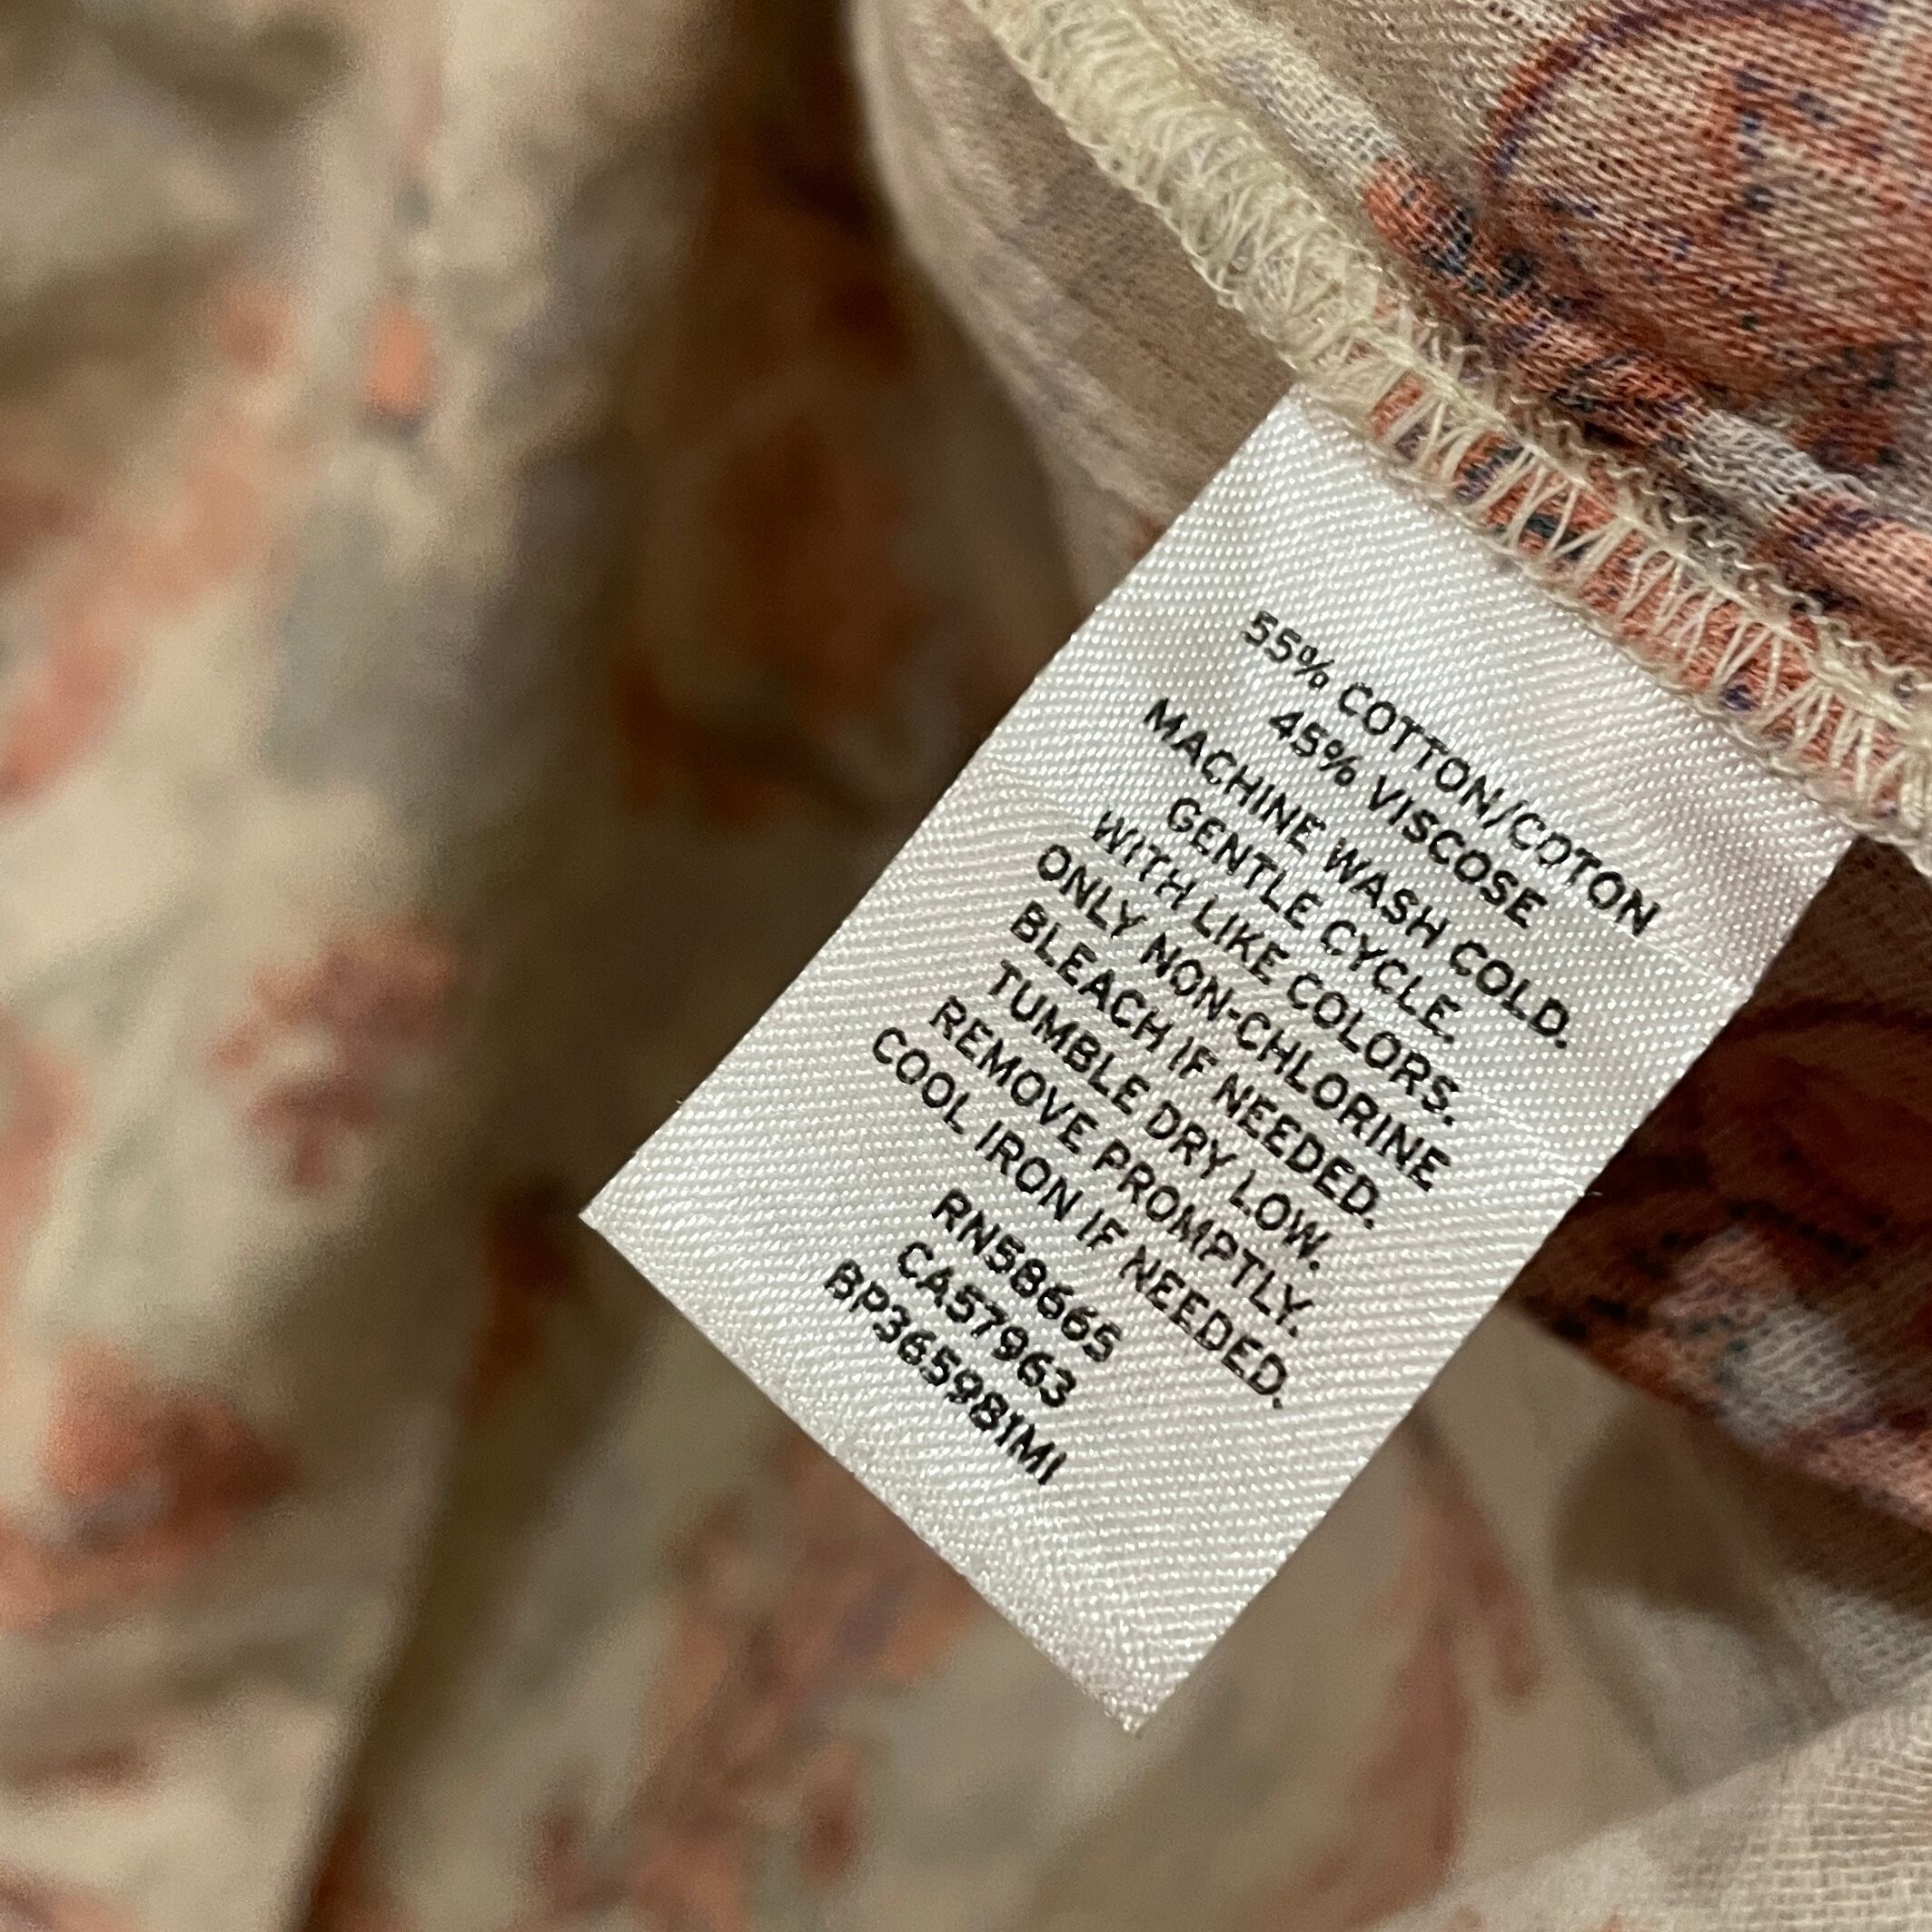 55% COTTON/COTON
45% VISCOSE
MACHINE WASH COLD.
GENTLE CYCLE.
WITH LIKE COLORS.
ONLY NON-CHLORINE
BLEACH IF NEEDED.
TUMBLE DRY LOW.
REMOVE PROMPTLY.
COOL IRON IF NEEDED.
RN58665
CA57963
BP365981MI